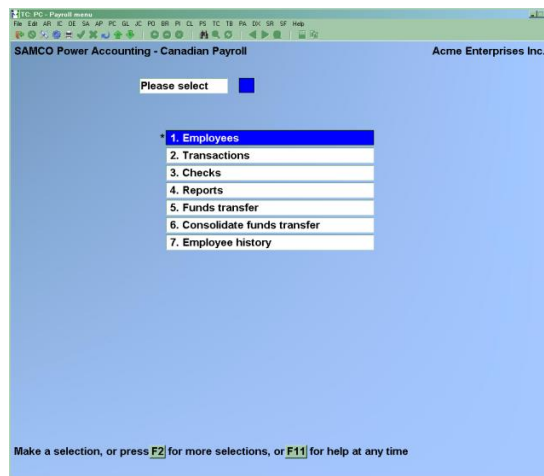 TC: PC - Payroll menu
File Edit AR IC OE SA AP PC GL JC PO BR PI CL PS TC TB PA DX SR SF Help
SAMCO Power Accounting - Canadian Payroll Acme Enterprises Inc.
Please select
* 1. Employees
2. Transactions
3. Checks
4. Reports
5. Funds transfer
6. Consolidate funds transfer
7. Employee history
Make a selection, or press F2 for more selections, or F11 for help at any time